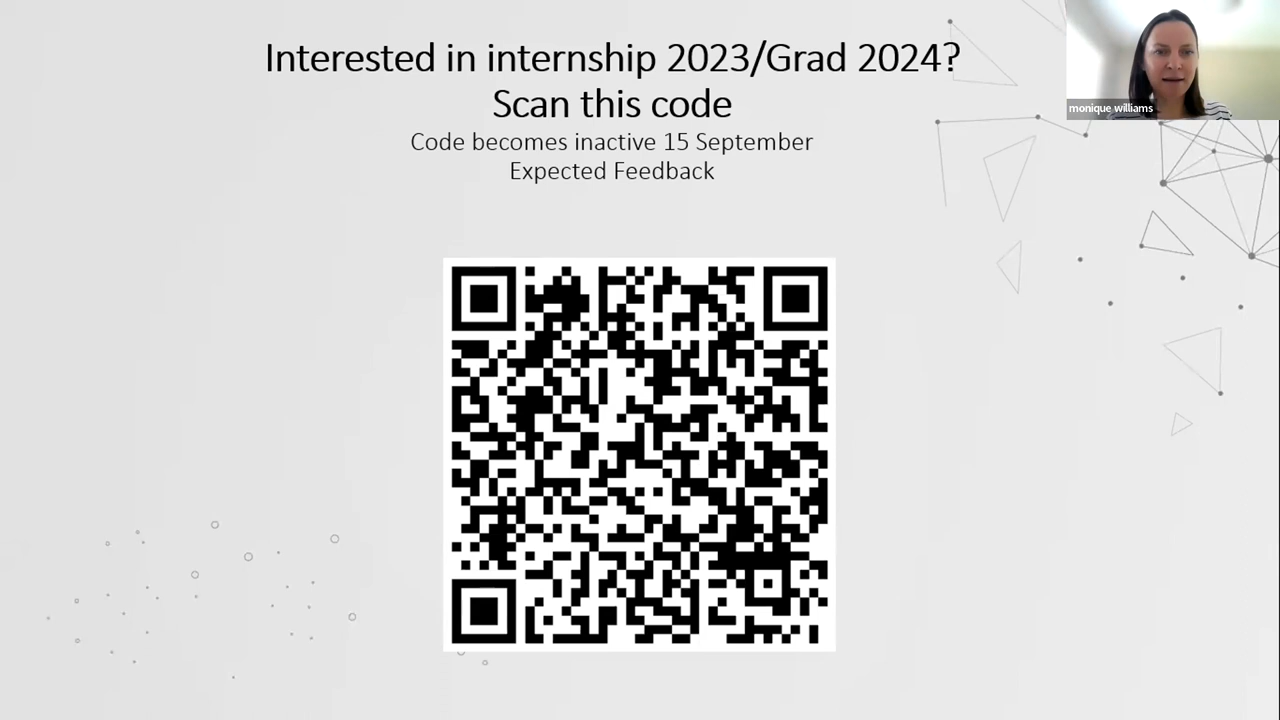 Interested in internship 2023/Grad 2024?
Scan this code
Code becomes inactive 15 September
Expected Feedback
monique williams